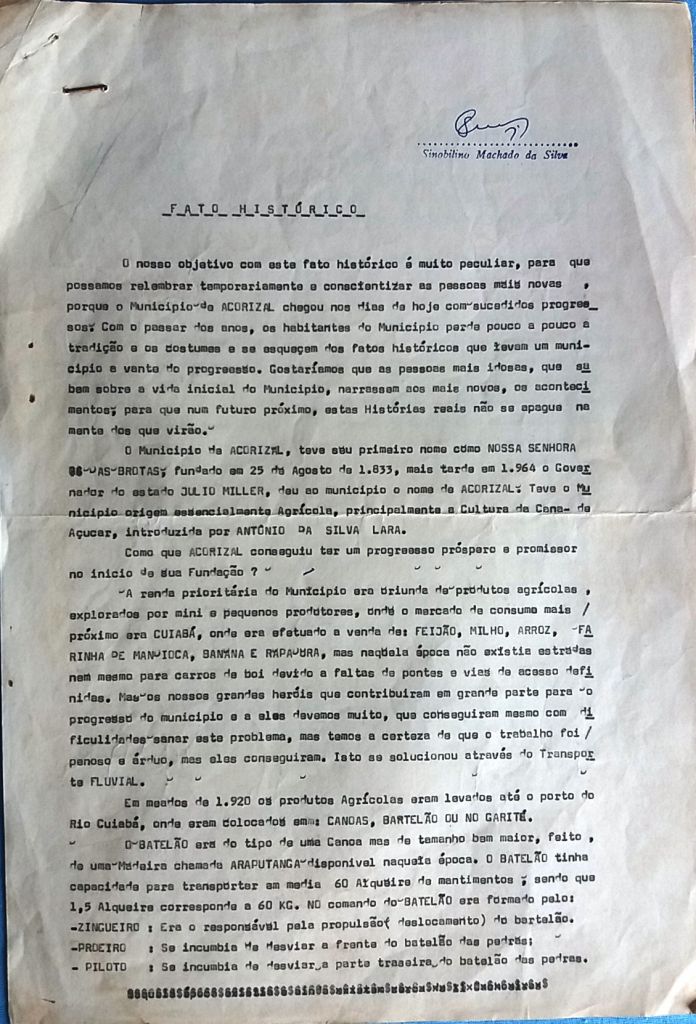 Sinobilino Machado da Silva
FATO HISTÓRICO
O nosso objetivo com este fato histórico é muito peculiar, para que
possamos relembrar temporariamente e conscientizar as pessoas mais novas ,
porque o Municipio de ACORIZAL chegou nos dias de hoje com sucedidos progres_
sos; Com o passar dos anos, os habitantes do Municipio perde pouco a pouco a
tradição e os costumes e se esqueçem dos fatos históricos que levam um muni-
cipio a vante do progressão. Gostaríamos que as pessoas mais idosas, que sa
bem sobre a vida inicial do Municipio, narrassem aos mais novos, os aconteci
mentos; para que num futuro próximo, estas Histórias reais não se apague na
mente dos que virão.
O Municipio de ACORIZAL, teve seu primeiro nome como NOSSA SENHORA
DAS BROTAS; fundado em 25 de Agosto de 1.833, mais tarde em 1.964 o Gover
nador do estado JULIO MILLER, deu ao municipio o nome de ACORIZAL; Teve o Mu
nicipio origem essencialmente Agrícola, principalmente a Cultura da Cana- de
Açucar, introduzida por ANTÔNIO DA SILVA LARA.
Como que ACORIZAL conseguiu ter um progresso próspero e promissor
no inicio de sua Fundação ?
A renda prioritária do Municipio era oriunda de produtos agrícolas ,
explorados por mini e pequenos produtores, onde o mercado de consumo mais /
próximo era CUIABÁ, onde era efetuado a venda de: FEIJÃO, MILHO, ARROZ, FA
RINHA DE MANDIOCA, BANANA E RAPADURA, mas naquela época não existia estradas
nem mesmo para carros de boi devido a faltas de pontes e vias de acesso defi
nidas. Mas os nossos grandes heróis que contribuiram em grande parte para o
progresso do municipio e a eles devemos muito, que conseguiram mesmo com di
ficulidades sanar este problema, mas temos a certeza de que o trabalho foi /
penoso e árduo, mas eles conseguiram. Isto se solucionou através do Transpor
te FLUVIAL.
Em meados de 1.920 os produtos Agrícolas eram levados até o porto do
Rio Cuiabá, onde eram colocados em: CANOAS, BARTELÃO OU NO GARITÉ.
O BATELÃO era do tipo de uma Canoa mas de tamanho bem maior, feito ,
de uma Madeira chamada ARAPUTANGA disponivel naquela época. O BATELÃO tinha
capacidade para transportar em media 60 Alqueire de mantimentos ; sendo que
1,5 Alqueire corresponde a 60 KG. NO comando do BATELÃO era formado pelo:
-ZINGUEIRO : Era o responsável pela propulsão( deslocamento) do bartelão.
-PROEIRO : Se incumbia de desviar a frente do batelão das pedras;
- PILOTO : Se incumbia de desviar a parte traseira do batelão das pedras.